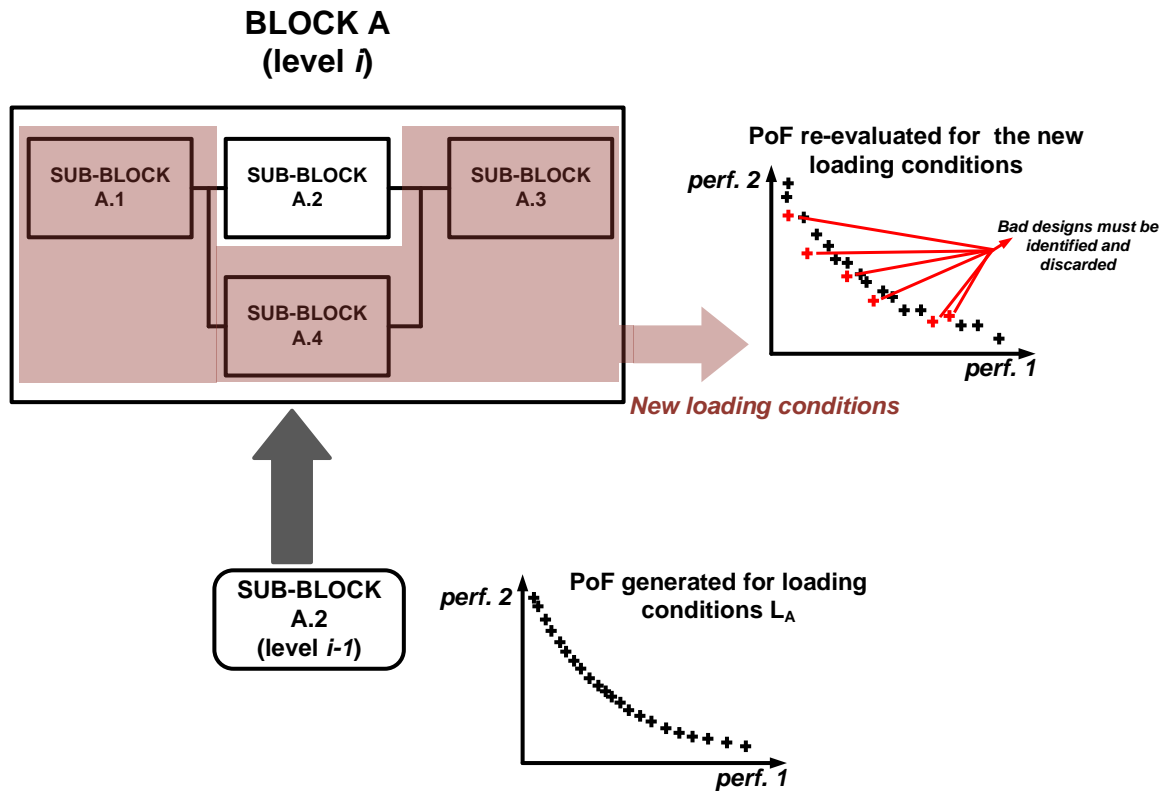 BLOCK A
(level i)
SUB-BLOCK
A.1
SUB-BLOCK
A.2
SUB-BLOCK
A.3
SUB-BLOCK
A.4
PoF re-evaluated for the new
loading conditions
perf. 2
Bad designs must be
identified and
discarded
perf. 1
New loading conditions
SUB-BLOCK
A.2
(level i-1)
PoF generated for loading
conditions LA
perf. 2
perf. 1